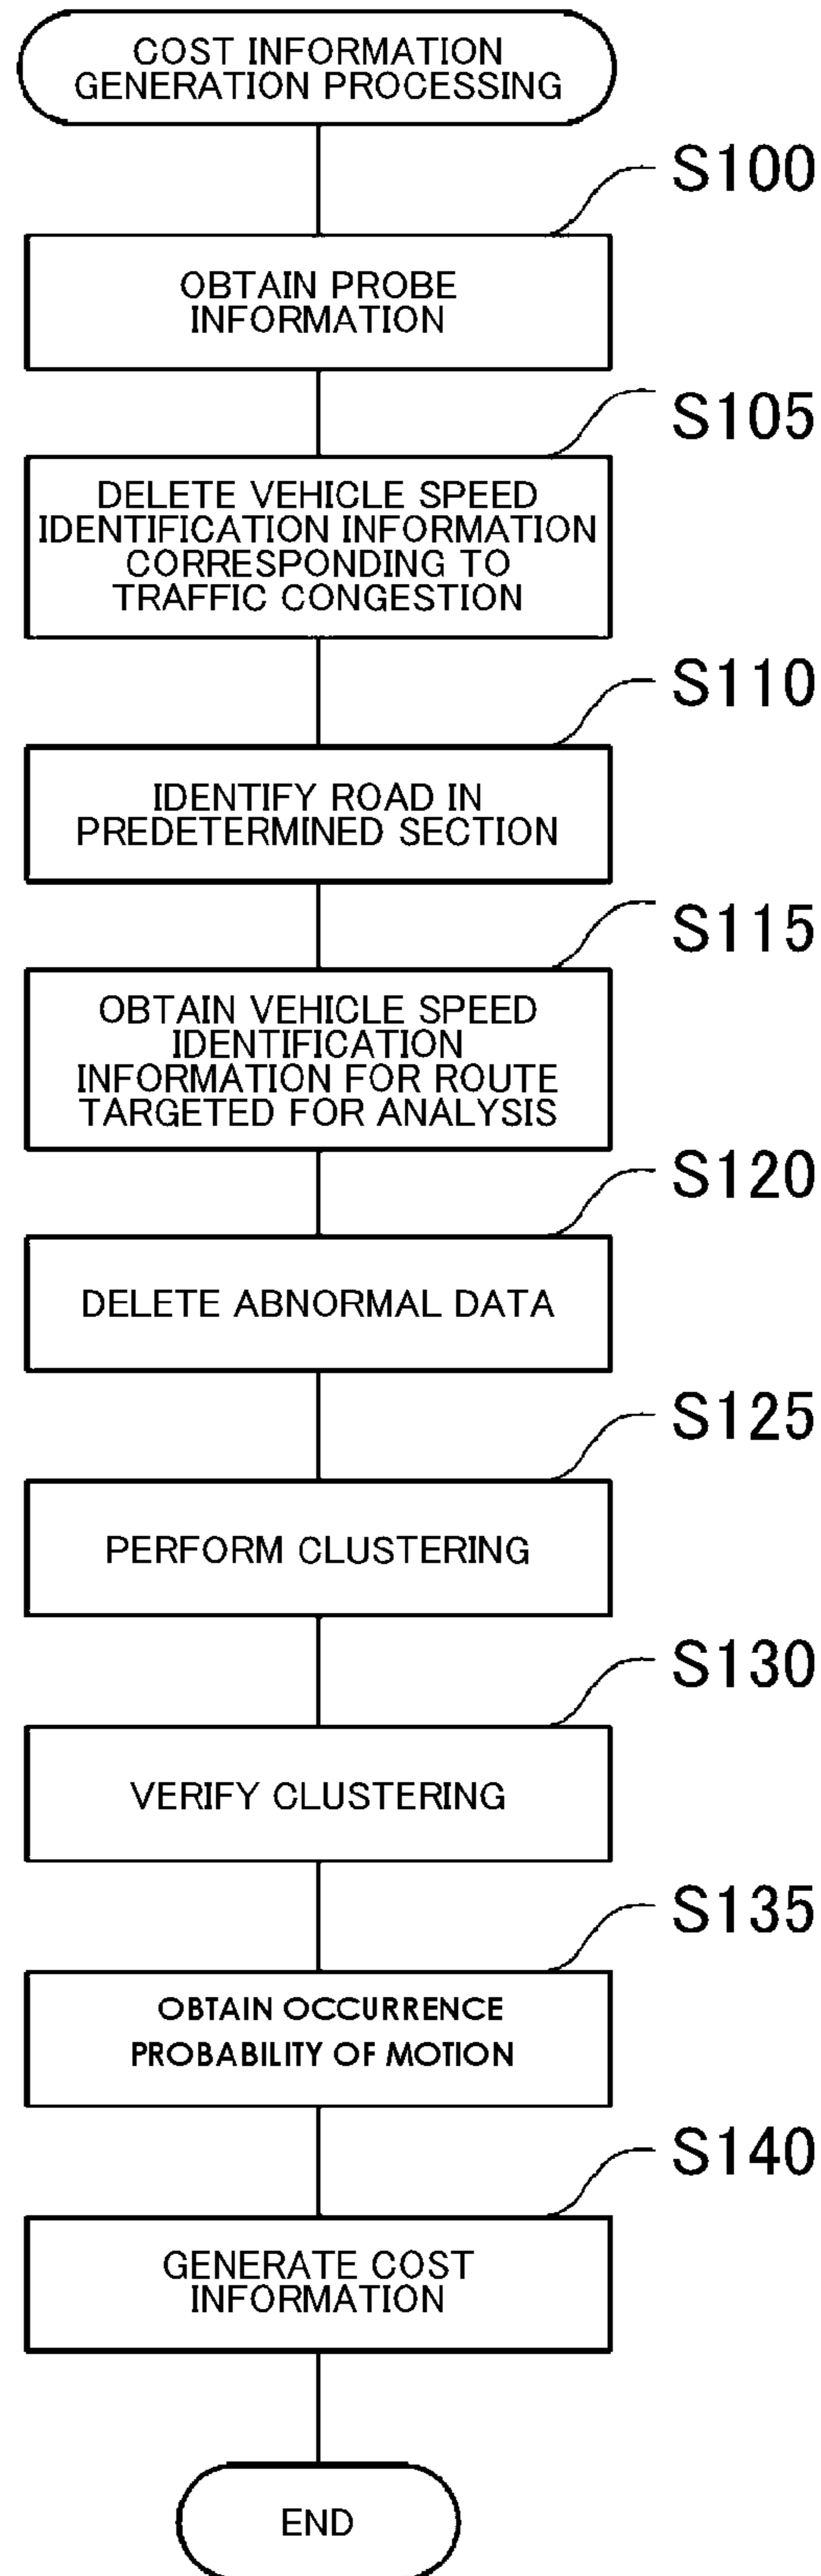 COST INFORMATION
GENERATION PROCESSING
S100
OBTAIN PROBE
INFORMATION
S105
DELETE VEHICLE SPEED
IDENTIFICATION INFORMATION
CORRESPONDING TO
TRAFFIC CONGESTION
S110
IDENTIFY ROAD IN
PREDETERMINED SECTION
S115
OBTAIN VEHICLE SPEED
IDENTIFICATION
INFORMATION FOR ROUTE
TARGETED FOR ANALYSIS
S120
DELETE ABNORMAL DATA
S125
PERFORM CLUSTERING
S130
VERIFY CLUSTERING
S135
OBTAIN OCCURRENCE
PROBABILITY OF MOTION
S140
GENERATE COST
INFORMATION
END